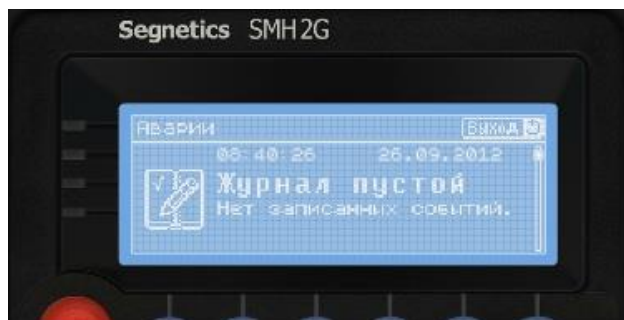 Segnetics SMH2G
Аварии Выход
08:40:26 26.09.2012
Журнал пустой
Нет записанных событий.